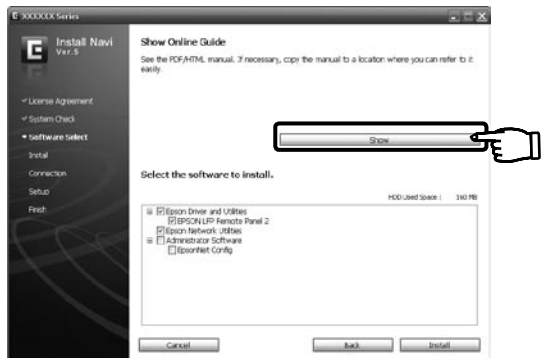 E XXXXXX Series
E
Install Navi
Ver.5
License Agreement
System Check
Software Select
Install
Connection
Setup
Finish
Show Online Guide
See the PDF/HTML manual. If necessary, copy the manual to a location where you can refer to it
easily.
Show
Select the software to install.
HDD Used Space : 160 MB
Epson Driver and Utilities
EPSON LFP Remote Panel 2
Epson Network Utilities
Administrator Software
EpsonNet Config
Cancel
Back
Install